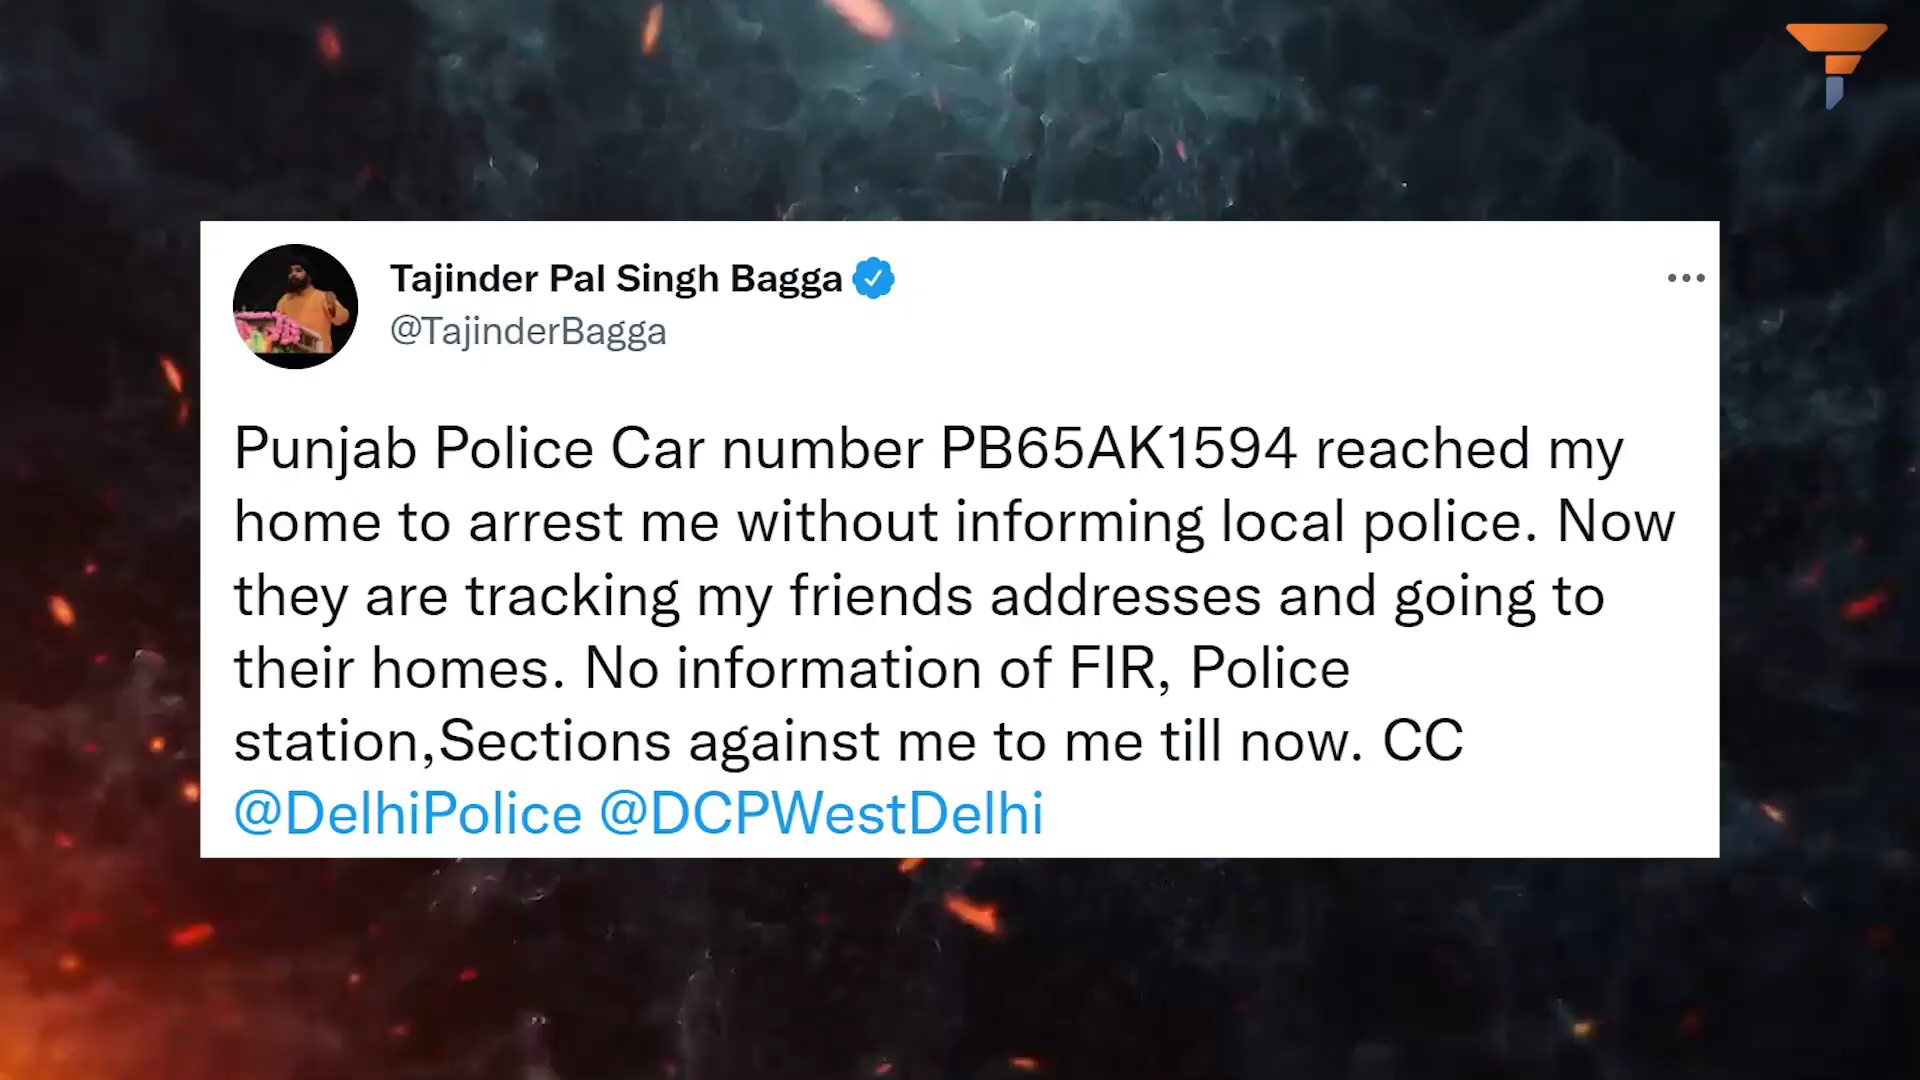 Tajinder Pal Singh Bagga
@TajinderBagga
Punjab Police Car number PB65AK1594 reached my
home to arrest me without informing local police. Now
they are tracking my friends addresses and going to
their homes. No information of FIR, Police
station,Sections against me to me till now. CC
@DelhiPolice @DCPWestDelhi